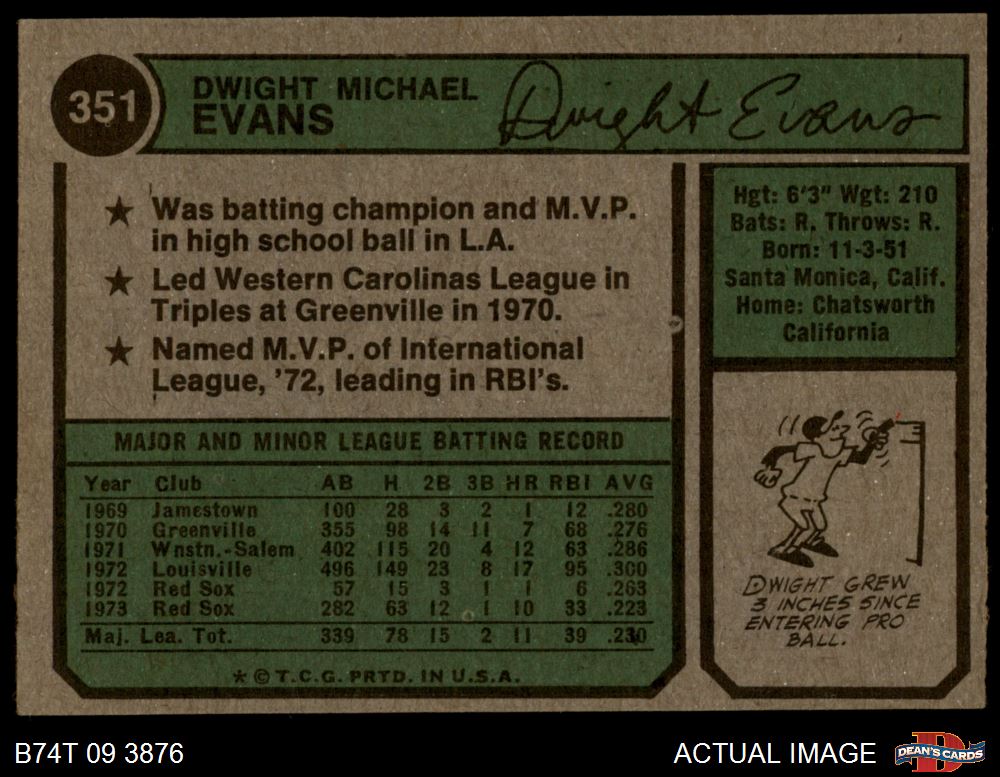 351
DWIGHT MICHAEL
EVANS
Dwight Evans
★ Was batting champion and M.V.P.
in high school ball in L.A.
★ Led Western Carolinas League in
Triples at Greenville in 1970.
★ Named M.V.P. of International
League, '72, leading in RBI's.
Hgt: 6'3" Wgt: 210
Bats: R. Throws: R.
Born: 11-3-51
Santa Monica, Calif.
Home: Chatsworth
California
MAJOR AND MINOR LEAGUE BATTING RECORD
Year Club AB H 2B 3B HR RBI AVG
1969 Jamestown 100 28 3 2 1 12 .280
1970 Greenville 355 98 14 11 7 68 .276
1971 Wnstn.-Salem 402 115 20 4 12 63 .286
1972 Louisville 496 149 23 8 17 95 .300
1972 Red Sox 57 15 3 1 1 6 .263
1973 Red Sox 282 63 12 1 10 33 .223
Maj. Lea. Tot. 339 78 15 2 11 39 .230
* © T.C.G. PRTD. IN U.S.A.
DWIGHT GREW
3 INCHES SINCE
ENTERING PRO
BALL.
B74T 09 3876
ACTUAL IMAGE
D
DEAN'S CARDS